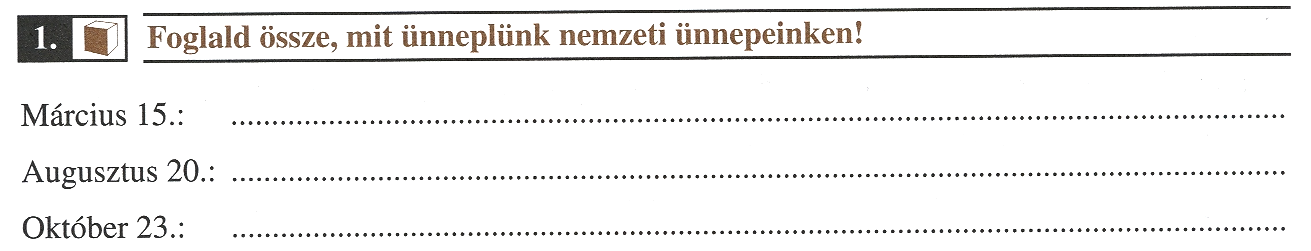 1. Foglald össze, mit ünneplünk nemzeti ünnepeinken!
Március 15.: ........................................................................................................................................
Augusztus 20.: ........................................................................................................................................
Október 23.: ........................................................................................................................................